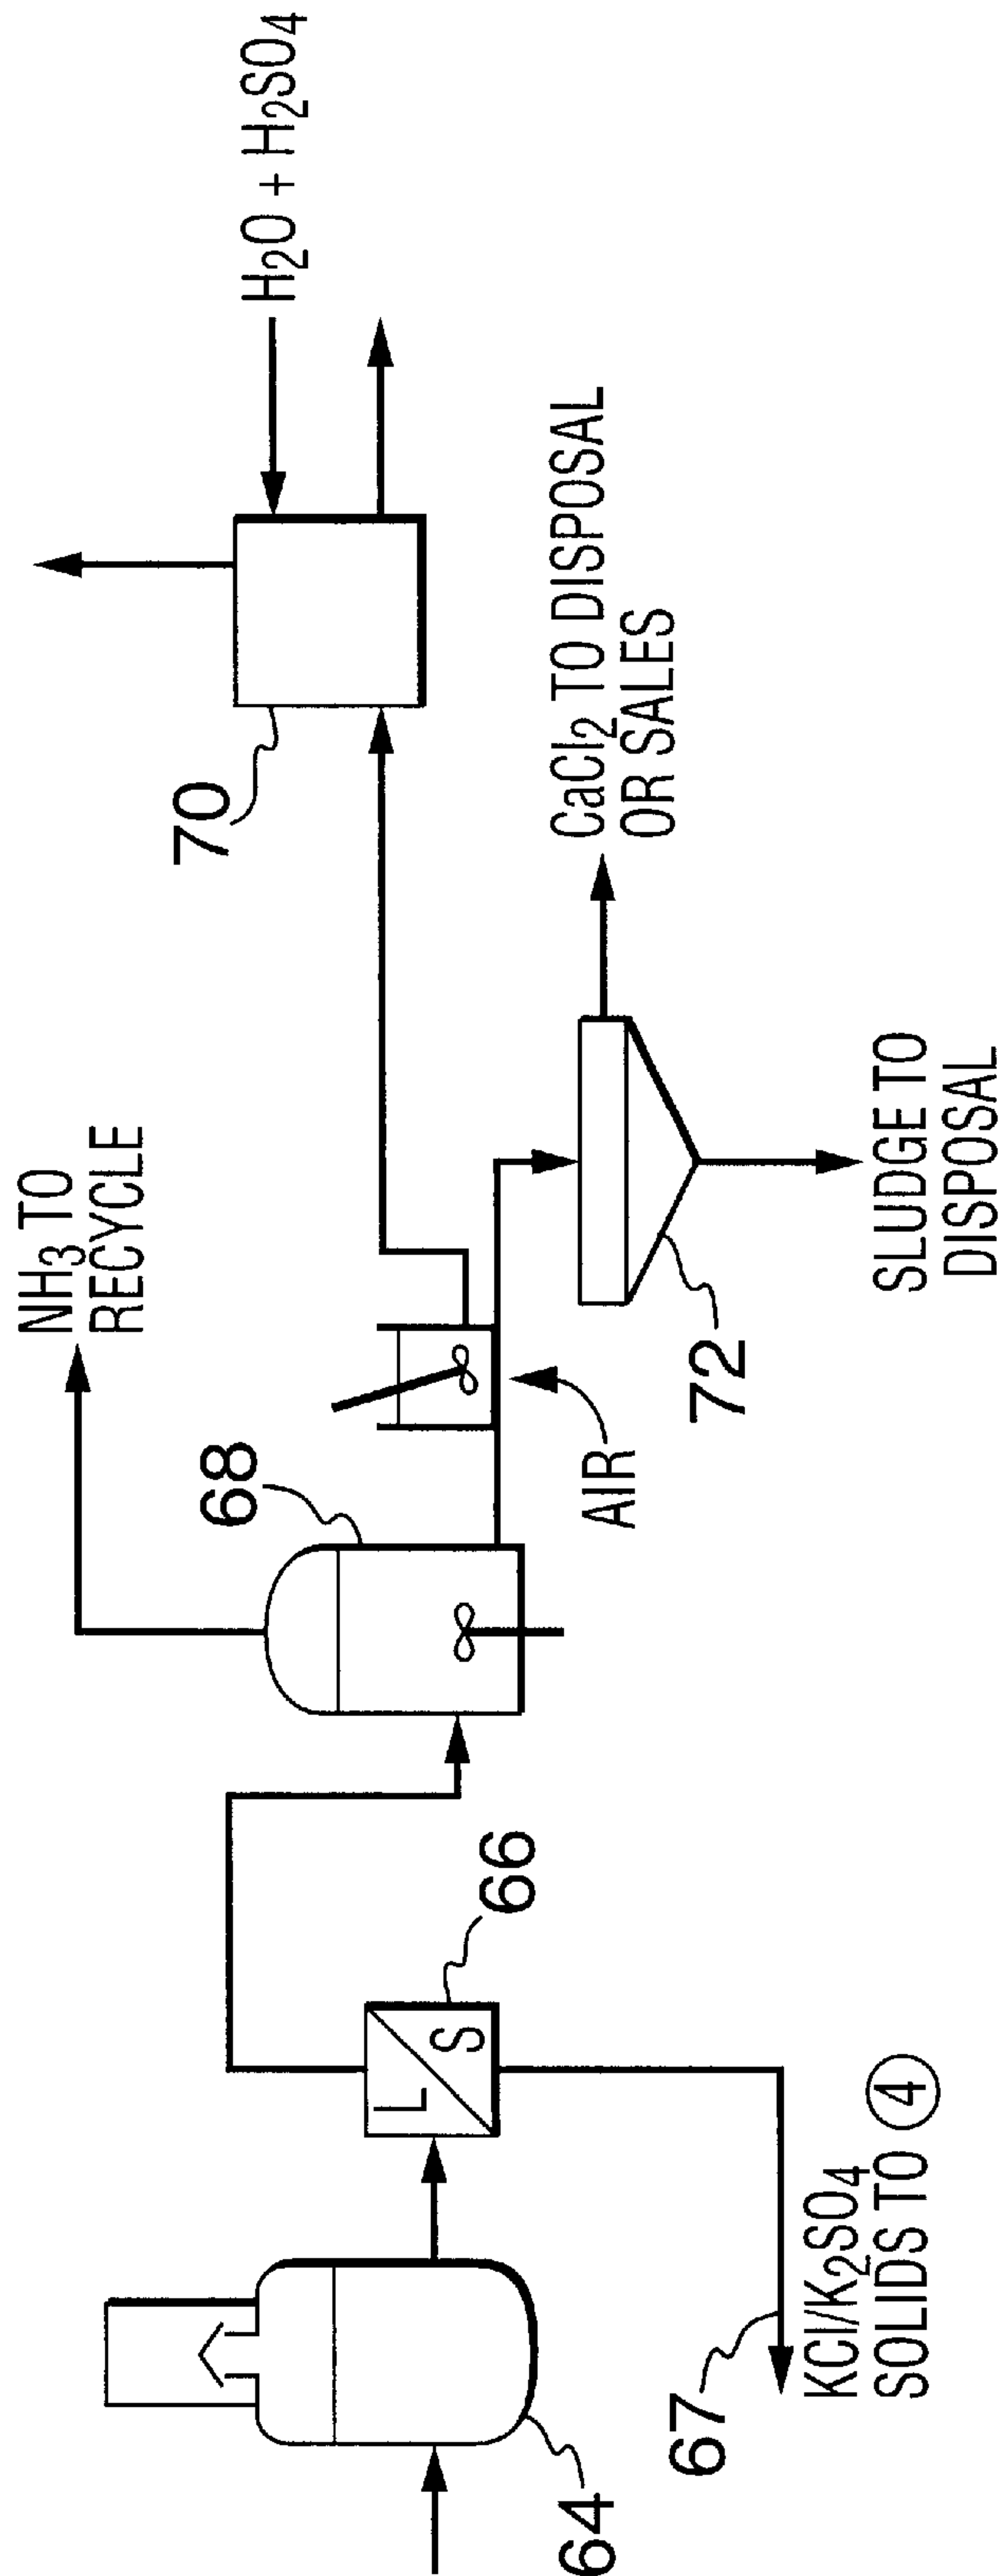 H₂O + H₂SO₄
70
NH₃ TO
RECYCLE
CaCl₂ TO DISPOSAL
OR SALES
68
AIR
72
SLUDGE TO
DISPOSAL
66
L
S
64
67
KCl/K₂SO₄
SOLIDS TO ④